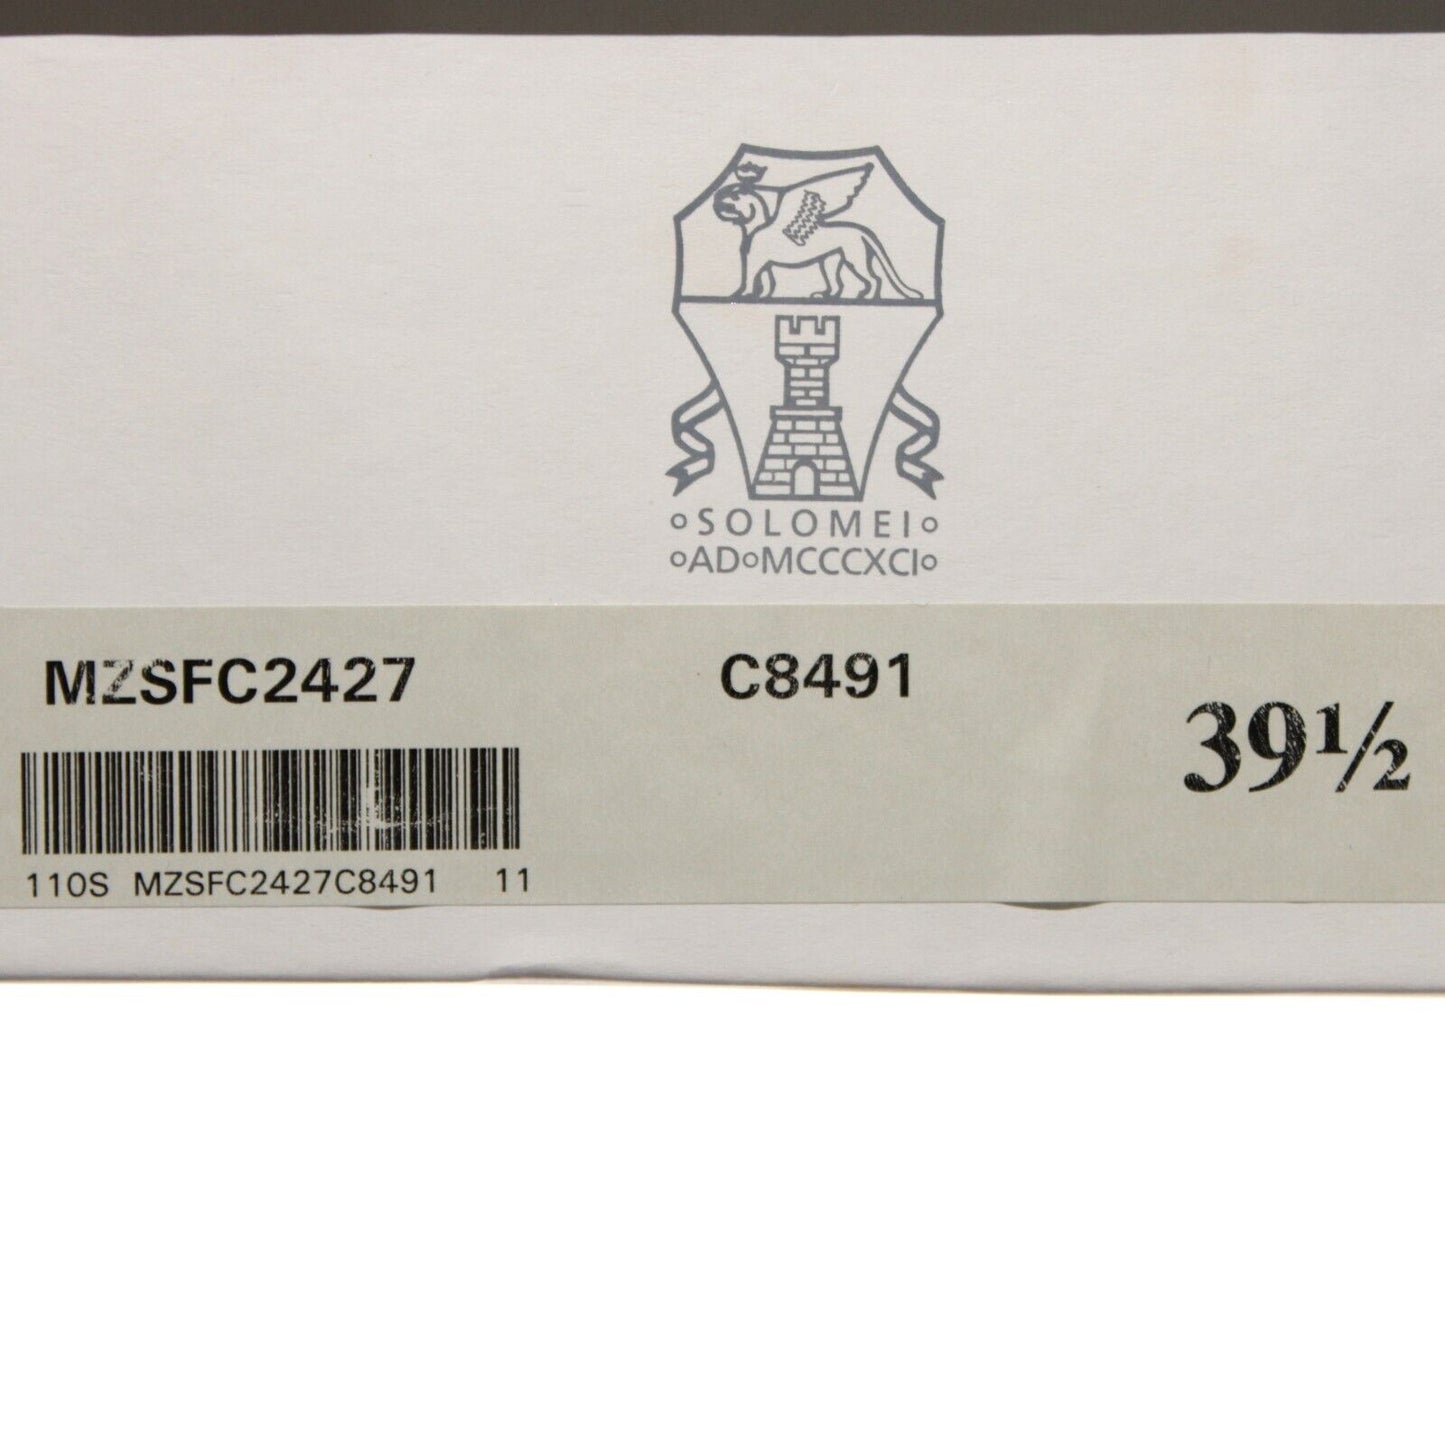 ∘SOLOMEI∘
∘AD∘MCCCXCI∘
MZSFC2427 C8491
39½
110S MZSFC2427C8491 11